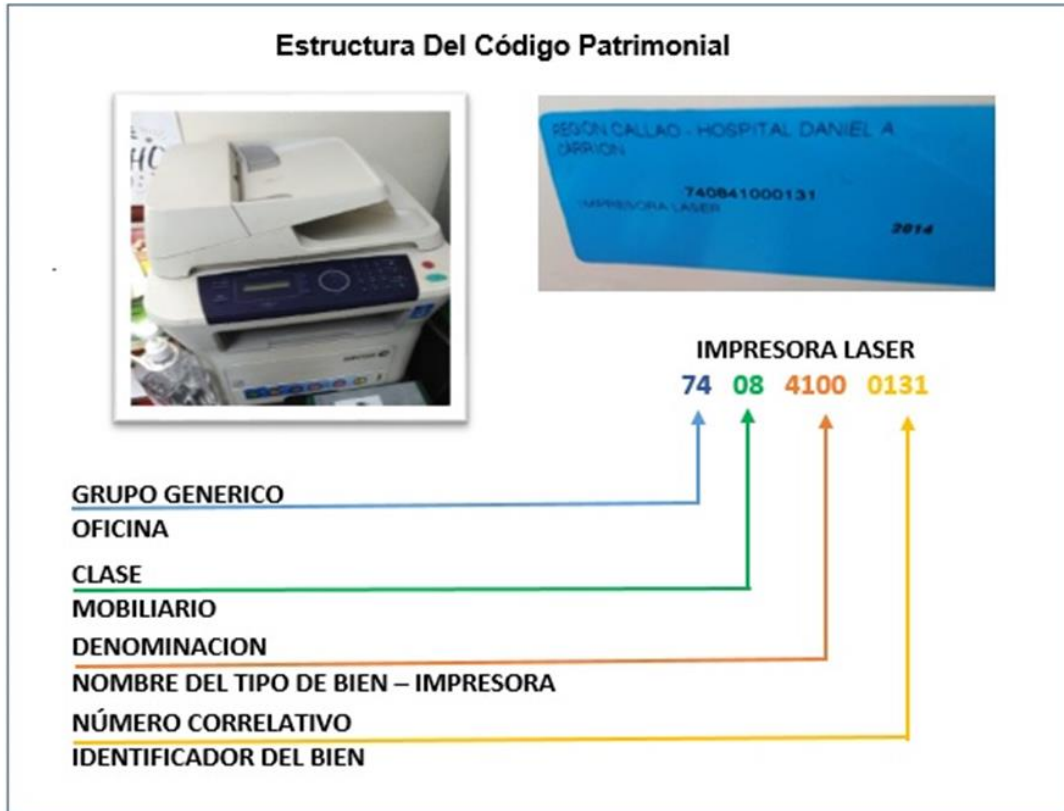 Estructura Del Código Patrimonial
REGION CALLAO - HOSPITAL DANIEL A
CARRION
740841000131
IMPRESORA LASER
2014
IMPRESORA LASER
74 08 4100 0131
GRUPO GENERICO
OFICINA
CLASE
MOBILIARIO
DENOMINACION
NOMBRE DEL TIPO DE BIEN – IMPRESORA
NÚMERO CORRELATIVO
IDENTIFICADOR DEL BIEN